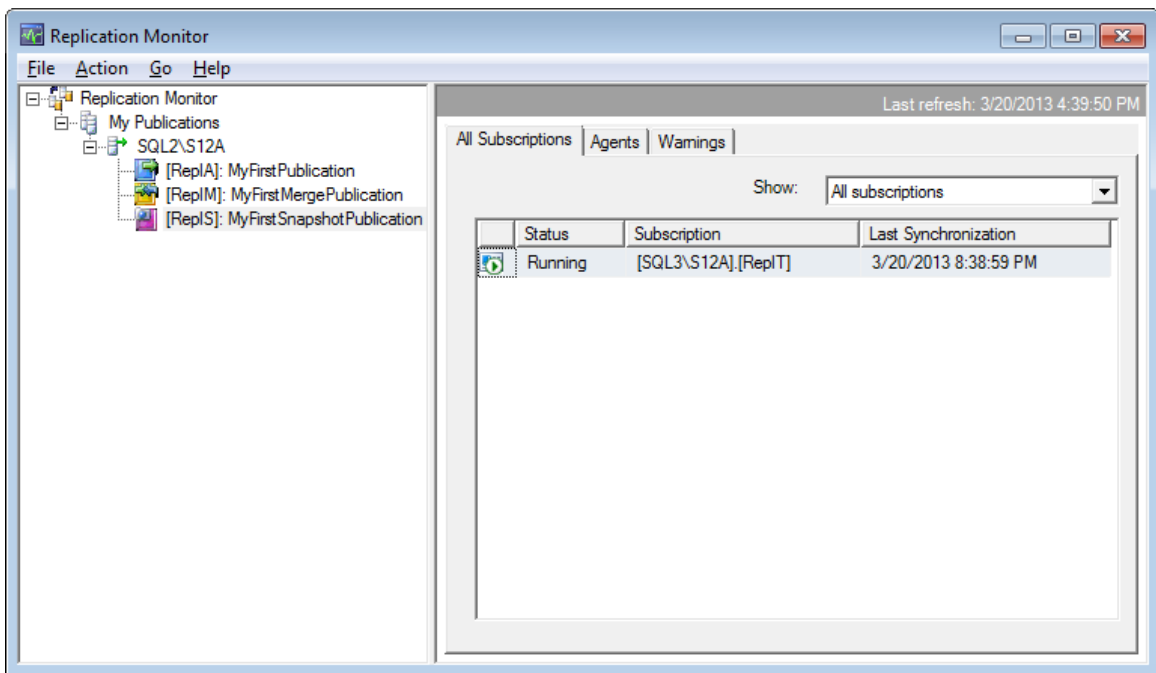 Replication Monitor
File Action Go Help
Replication Monitor
My Publications
SQL2\S12A
[ReplA]: MyFirstPublication
[ReplM]: MyFirstMergePublication
[ReplS]: MyFirstSnapshotPublication
Last refresh: 3/20/2013 4:39:50 PM
All Subscriptions Agents Warnings
Show: All subscriptions
Status Subscription Last Synchronization
Running [SQL3\S12A].[ReplT] 3/20/2013 8:38:59 PM